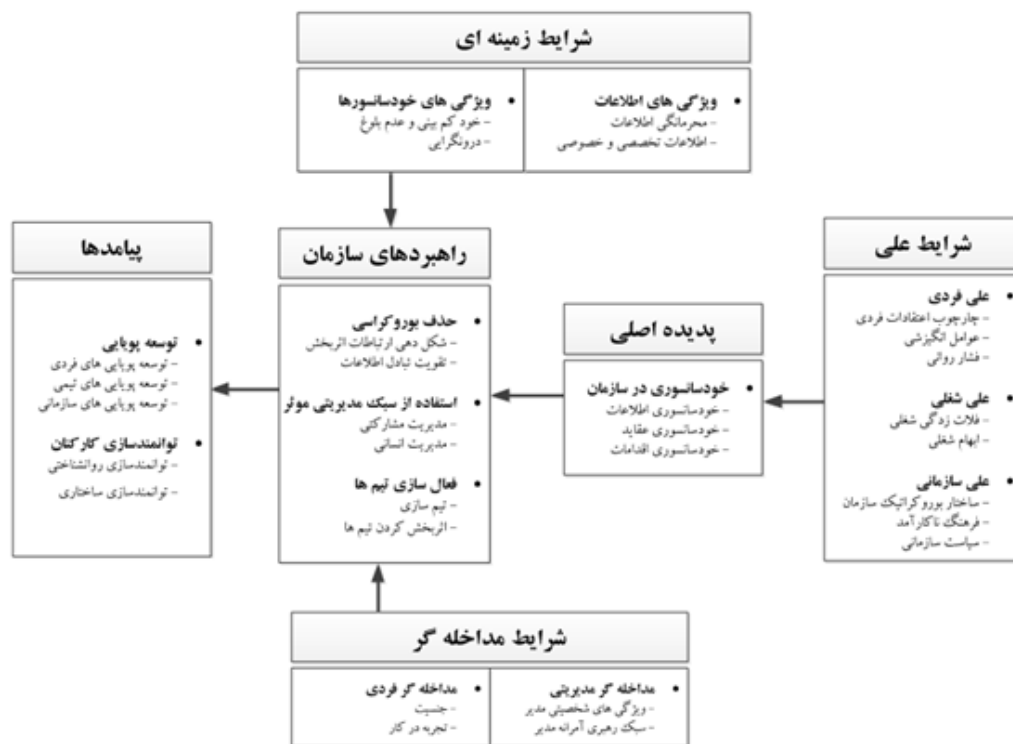 شرایط زمینه ای
ویژگی های اطلاعات
– محرمانگی اطلاعات
– اطلاعات تخصصی و خصوصی
ویژگی های خودسانسورها
– خود کم بینی و عدم بلوغ
– درونگرایی
شرایط علی
علی فردی
– چارچوب اعتقادات فردی
– عوامل انگیزشی
– فشار روانی
علی شغلی
– فلات زدگی شغلی
– ابهام شغلی
علی سازمانی
– ساختار بوروکراتیک سازمان
– فرهنگ ناکارآمد
– سیاست سازمانی
پدیده اصلی
خودسانسوری در سازمان
– خودسانسوری اطلاعات
– خودسانسوری عقاید
– خودسانسوری اقدامات
راهبردهای سازمان
حذف بوروکراسی
– شکل دهی ارتباطات اثربخش
– تقویت تبادل اطلاعات
استفاده از سبک مدیریتی موثر
– مدیریت مشارکتی
– مدیریت انسانی
فعال سازی تیم ها
– تیم سازی
– اثربخش کردن تیم ها
پیامدها
توسعه پویایی
– توسعه پویایی های فردی
– توسعه پویایی های تیمی
– توسعه پویایی های سازمانی
توانمندسازی کارکنان
– توانمندسازی روانشناختی
– توانمندسازی ساختاری
شرایط مداخله گر
مداخله گر مدیریتی
– ویژگی های شخصیتی مدیر
– سبک رهبری آمرانه مدیر
مداخله گر فردی
– جنسیت
– تجربه در کار